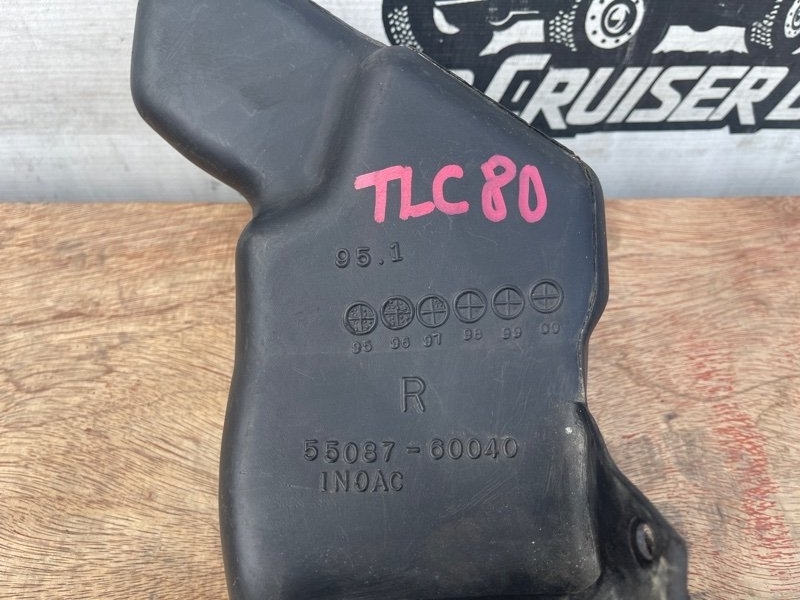 CRUISER
TLC80
95.1
95 96 97 98 99 00
R
55087-60040
INOAC